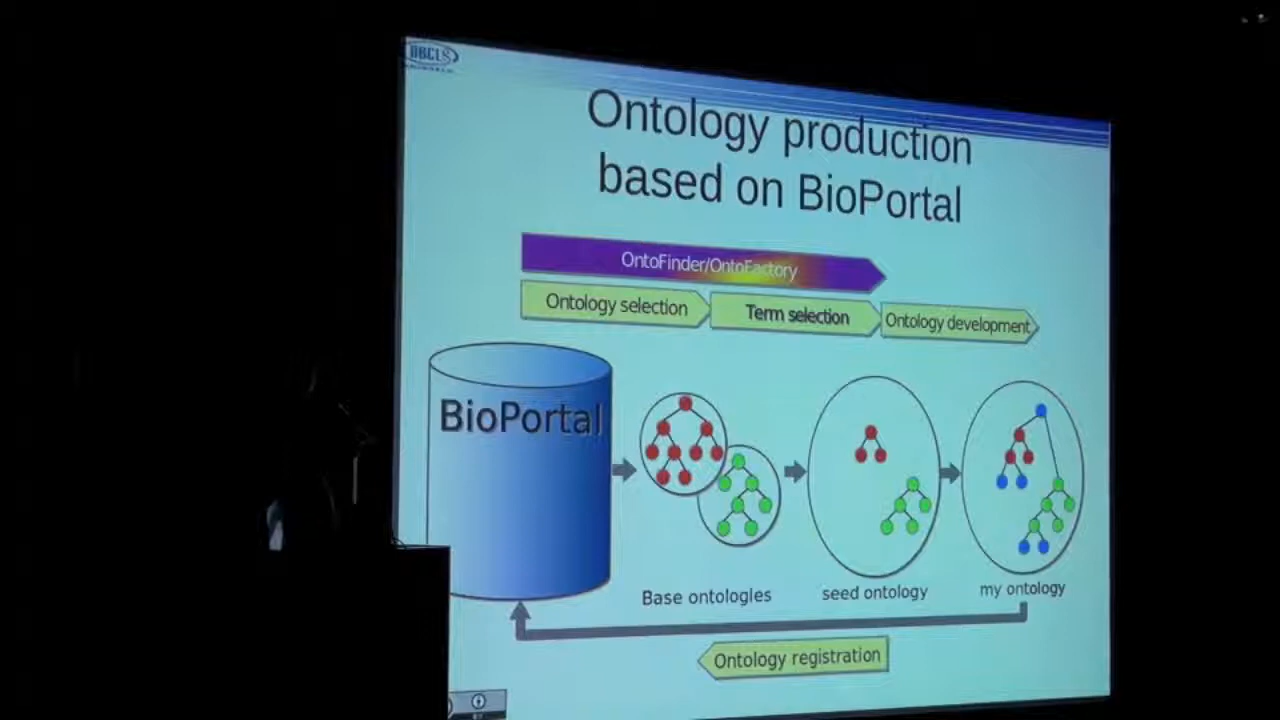 DBCLS
Ontology production
based on BioPortal
OntoFinder/OntoFactory
Ontology selection
Term selection
Ontology development
BioPortal
Base ontologies
seed ontology
my ontology
Ontology registration